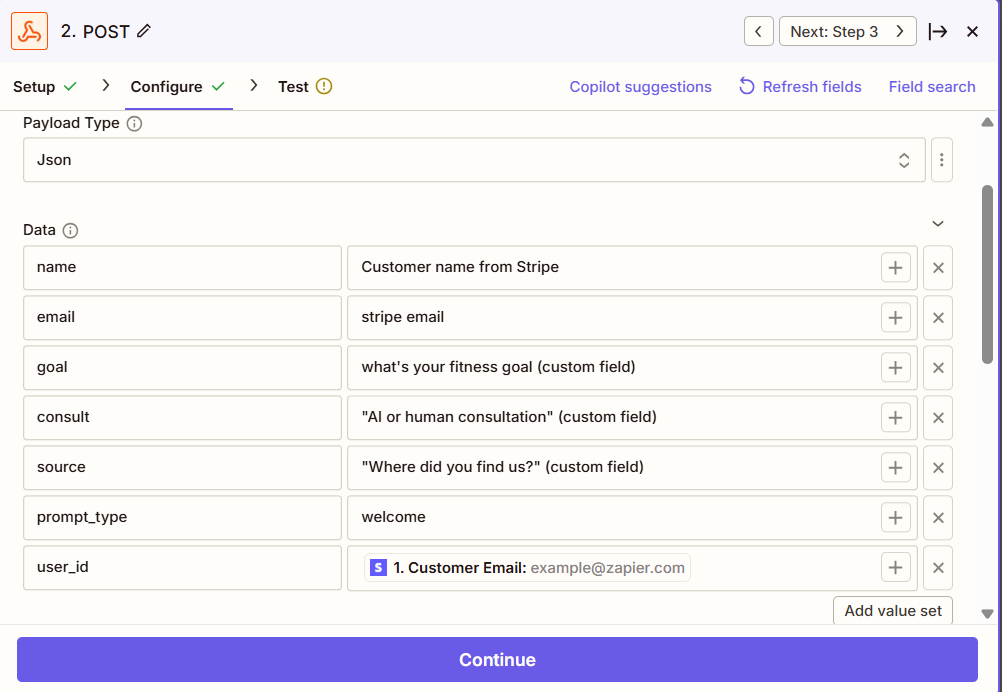 2. POST
Next: Step 3
Setup
Configure
Test
Copilot suggestions
Refresh fields
Field search
Payload Type
Json
Data
name
Customer name from Stripe
email
stripe email
goal
what's your fitness goal (custom field)
consult
"AI or human consultation" (custom field)
source
"Where did you find us?" (custom field)
prompt_type
welcome
user_id
S 1. Customer Email: example@zapier.com
Add value set
Continue